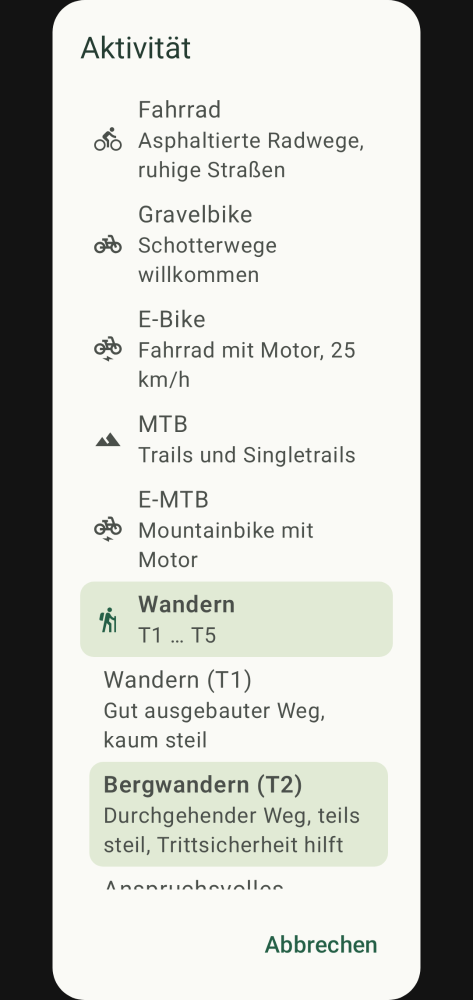 Aktivität
Fahrrad
Asphaltierte Radwege,
ruhige Straßen
Gravelbike
Schotterwege
willkommen
E-Bike
Fahrrad mit Motor, 25
km/h
MTB
Trails und Singletrails
E-MTB
Mountainbike mit
Motor
Wandern
T1 … T5
Wandern (T1)
Gut ausgebauter Weg,
kaum steil
Bergwandern (T2)
Durchgehender Weg, teils
steil, Trittsicherheit hilft
Anspruchsvolles
Abbrechen